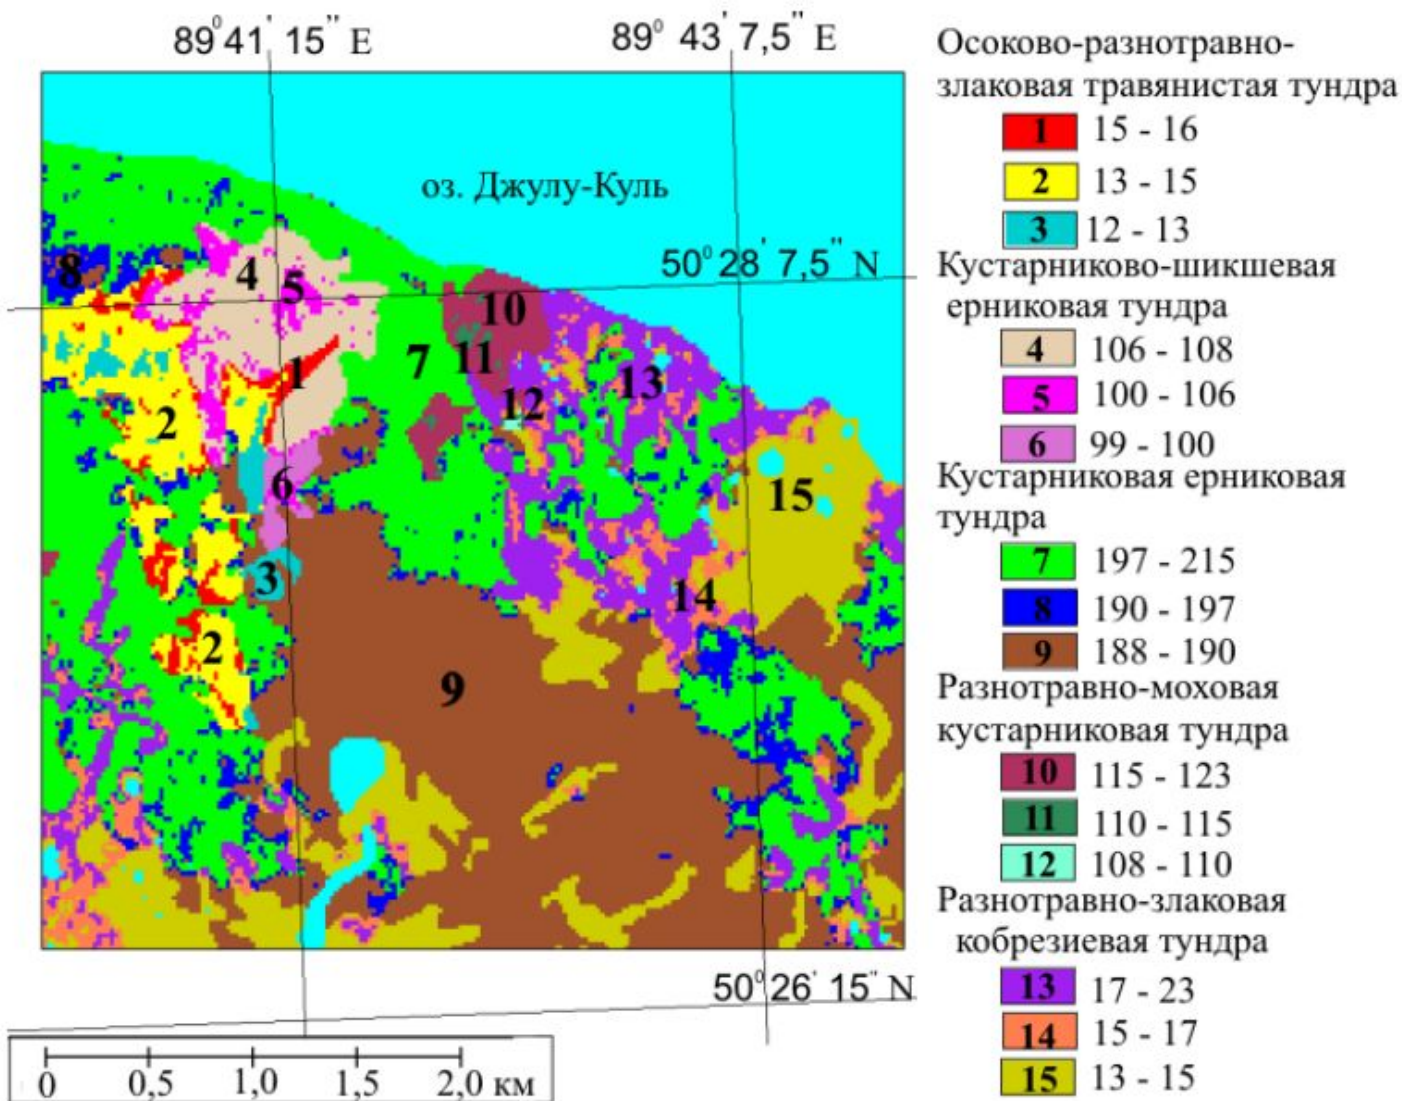 89⁰ 41' 15" E
89⁰ 43' 7,5" E
оз. Джулу-Куль
50⁰ 28' 7,5" N
8
4
5
10
7
11
1
13
12
2
15
6
3
14
2
9
50⁰ 26' 15" N
0 0,5 1,0 1,5 2,0 км
Осоково-разнотравно-
злаковая травянистая тундра
1 15 - 16
2 13 - 15
3 12 - 13
Кустарниково-шикшевая
ерниковая тундра
4 106 - 108
5 100 - 106
6 99 - 100
Кустарниковая ерниковая
тундра
7 197 - 215
8 190 - 197
9 188 - 190
Разнотравно-моховая
кустарниковая тундра
10 115 - 123
11 110 - 115
12 108 - 110
Разнотравно-злаковая
кобрезиевая тундра
13 17 - 23
14 15 - 17
15 13 - 15